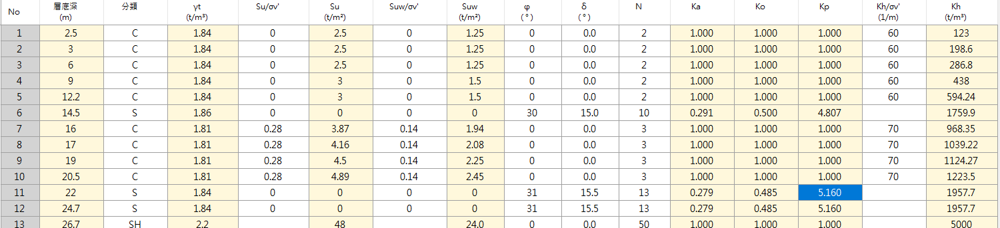 No 層底深 (m) 分類 γt (t/m³) Su/σv' Su (t/m²) Suw/σv' Suw (t/m²) φ (°) δ (°) N Ka Ko Kp Kh/σv' (1/m) Kh (t/m³)
1 2.5 C 1.84 0 2.5 0 1.25 0 0.0 2 1.000 1.000 1.000 60 123
2 3 C 1.84 0 2.5 0 1.25 0 0.0 2 1.000 1.000 1.000 60 198.6
3 6 C 1.84 0 2.5 0 1.25 0 0.0 2 1.000 1.000 1.000 60 286.8
4 9 C 1.84 0 3 0 1.5 0 0.0 2 1.000 1.000 1.000 60 438
5 12.2 C 1.84 0 3 0 1.5 0 0.0 2 1.000 1.000 1.000 60 594.24
6 14.5 S 1.86 0 0 0 0 30 15.0 10 0.291 0.500 4.807 1759.9
7 16 C 1.81 0.28 3.87 0.14 1.94 0 0.0 3 1.000 1.000 1.000 70 968.35
8 17 C 1.81 0.28 4.16 0.14 2.08 0 0.0 3 1.000 1.000 1.000 70 1039.22
9 19 C 1.81 0.28 4.5 0.14 2.25 0 0.0 3 1.000 1.000 1.000 70 1124.27
10 20.5 C 1.81 0.28 4.89 0.14 2.45 0 0.0 3 1.000 1.000 1.000 70 1223.5
11 22 S 1.84 0 0 0 0 31 15.5 13 0.279 0.485 5.160 1957.7
12 24.7 S 1.84 0 0 0 0 31 15.5 13 0.279 0.485 5.160 1957.7
13 26.7 SH 2.2 48 24.0 0 0.0 50 1.000 1.000 1.000 5000